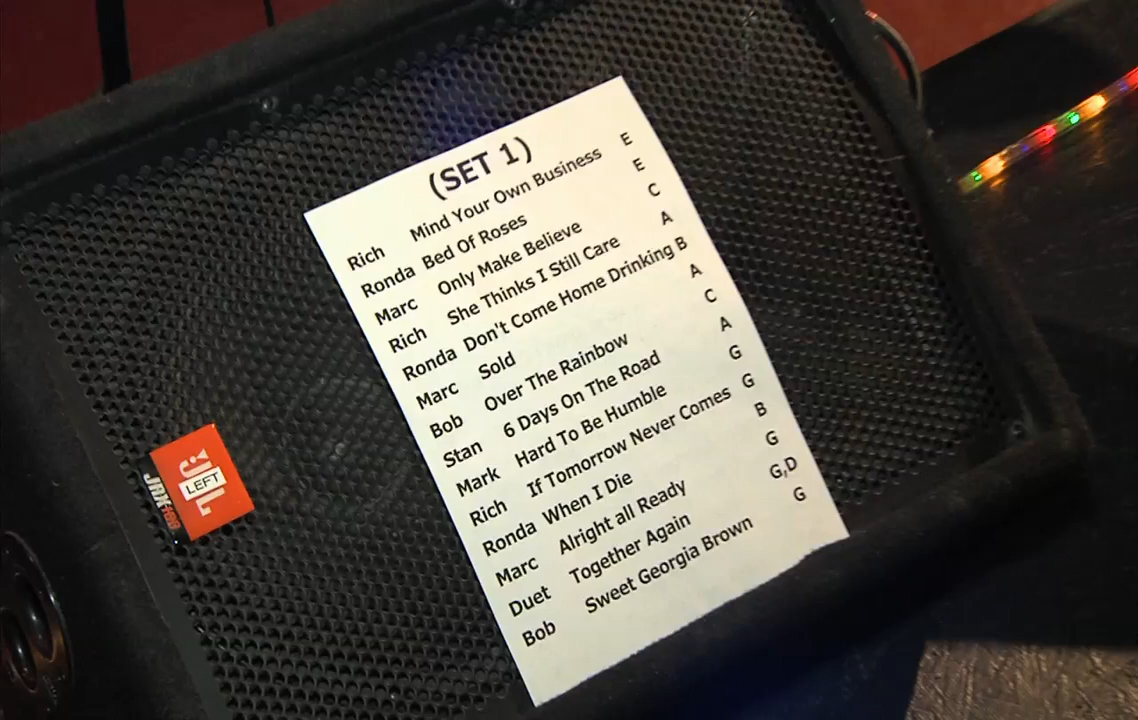 (SET 1)
Rich Mind Your Own Business E
Ronda Bed Of Roses E
Marc Only Make Believe C
Rich She Thinks I Still Care A
Ronda Don't Come Home Drinking B
Marc Sold A
Bob Over The Rainbow C
Stan 6 Days On The Road A
Mark Hard To Be Humble G
Rich If Tomorrow Never Comes G
Ronda When I Die B
Marc Alright all Ready G
Duet Together Again G,D
Bob Sweet Georgia Brown G
JBL
LEFT